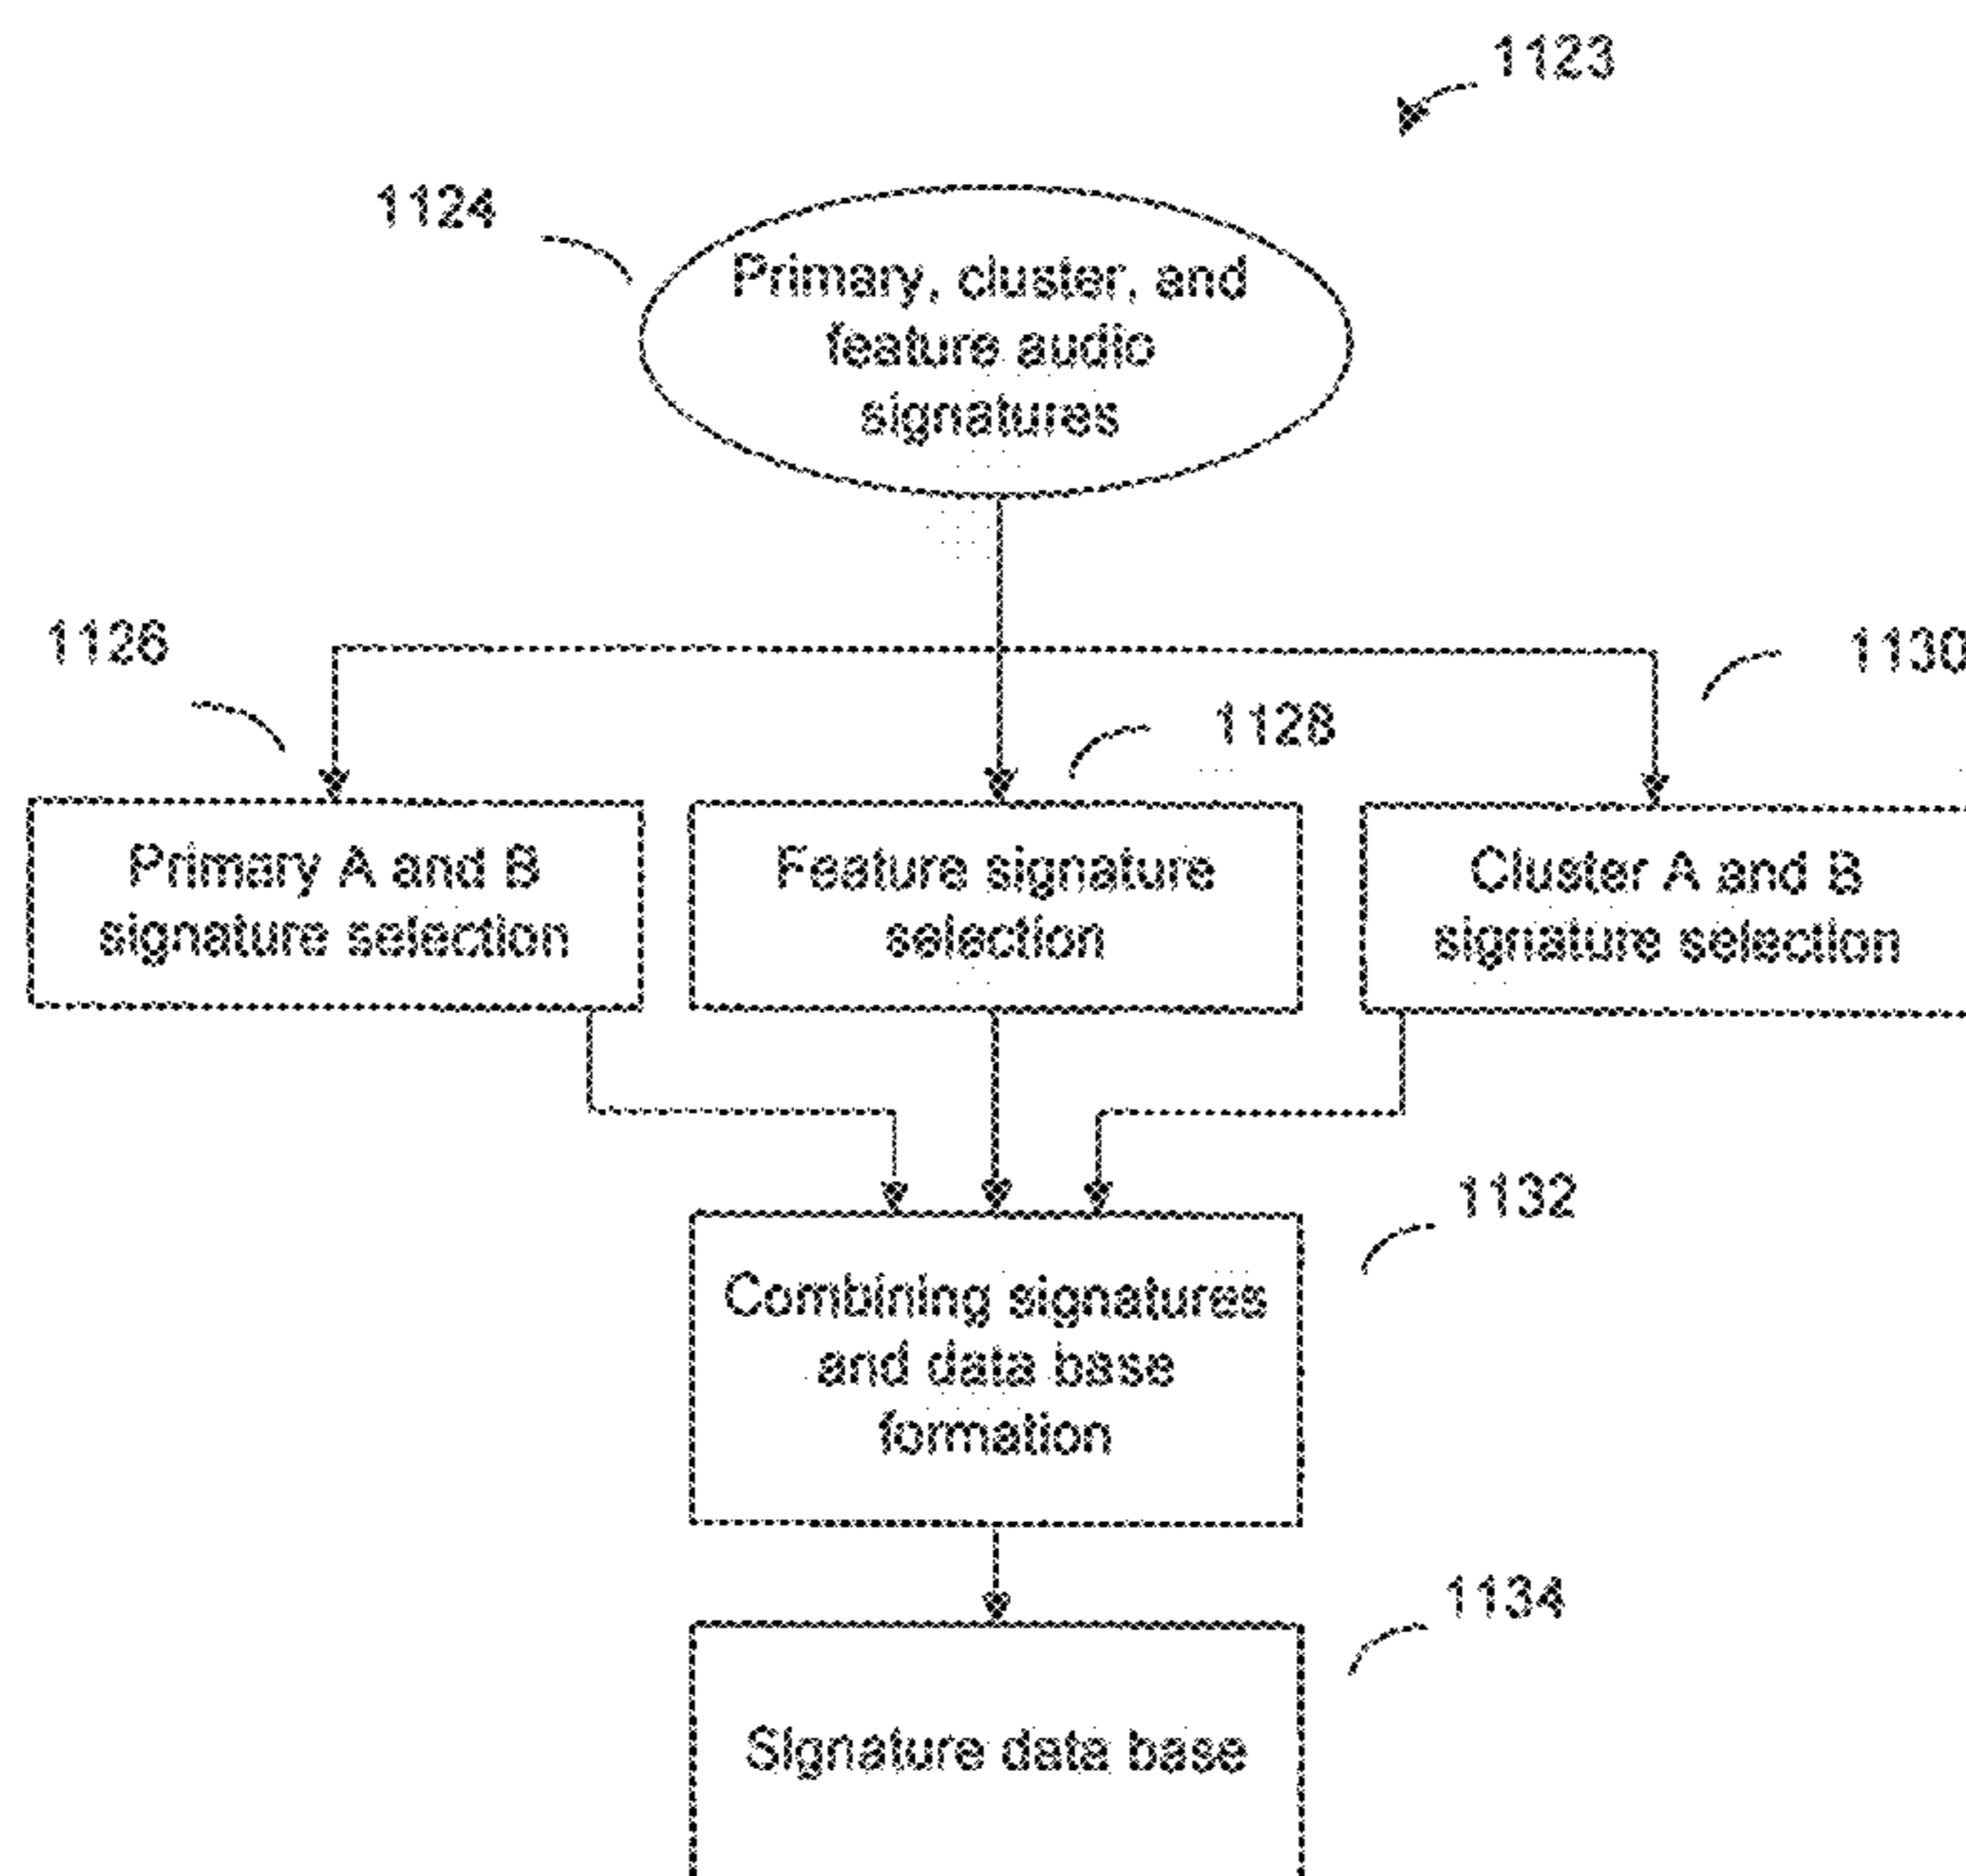 1123
1124
Primary, cluster, and
feature audio
signatures
1126
1130
1128
Primary A and B
signature selection
Feature signature
selection
Cluster A and B
signature selection
1132
Combining signatures
and data base
formation
1134
Signature data base